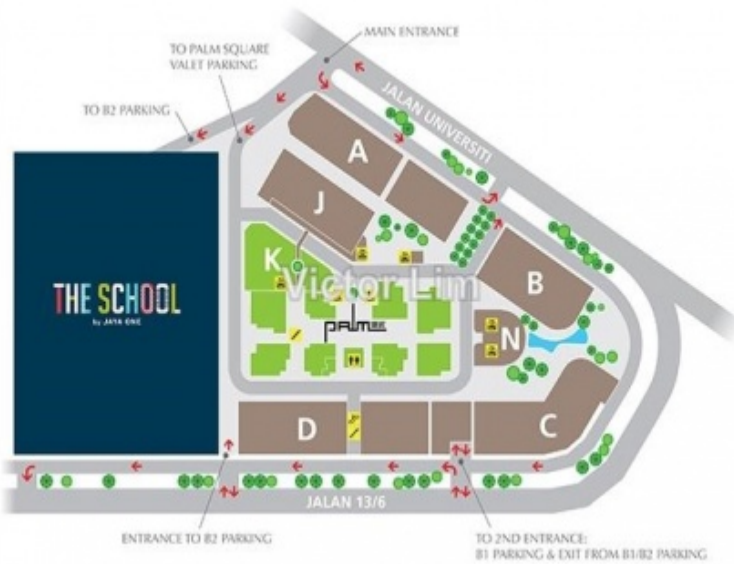 MAIN ENTRANCE
TO PALM SQUARE
VALET PARKING
TO B2 PARKING
JALAN UNIVERSITI
A
J
K
B
Victor Lim
THE SCHOOL
by JAYA ONE
palm
N
D
C
JALAN 13/6
ENTRANCE TO B2 PARKING
TO 2ND ENTRANCE:
B1 PARKING & EXIT FROM B1/B2 PARKING